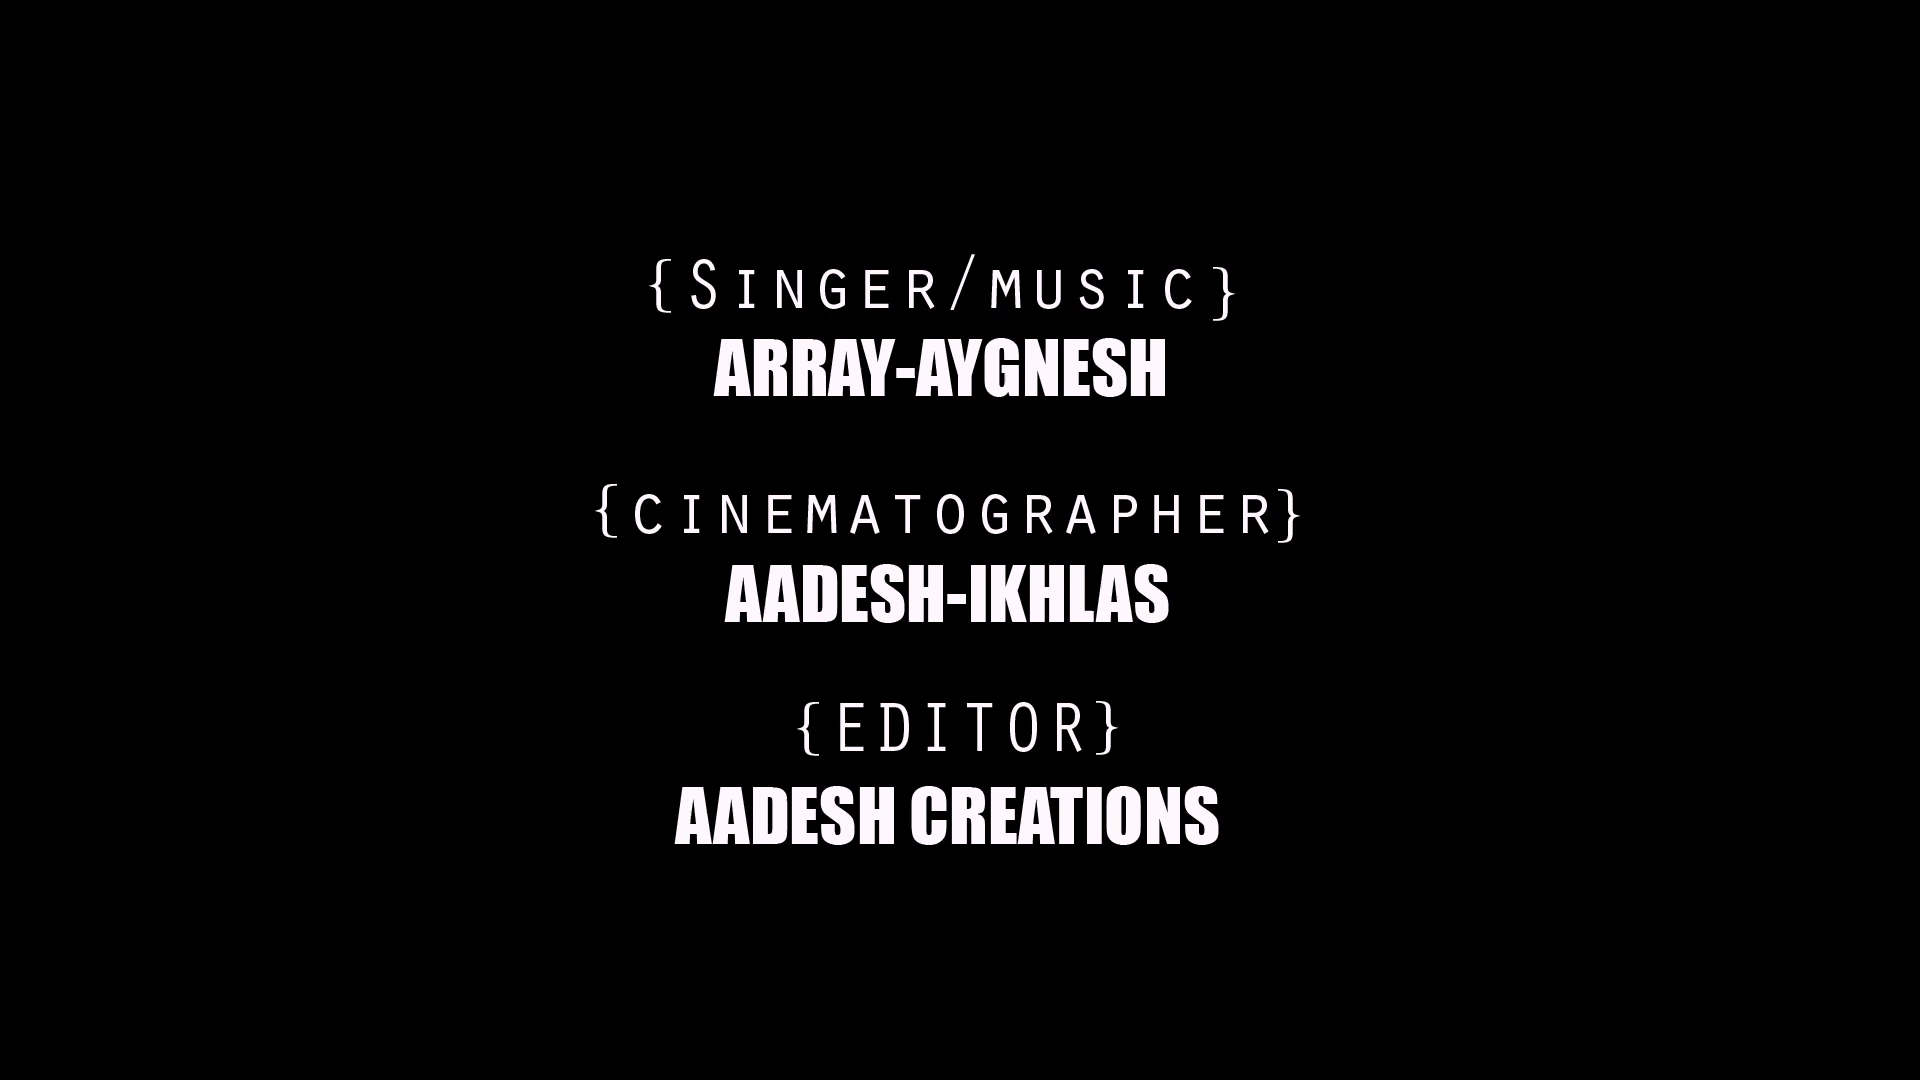 {Singer/music}
ARRAY-AYGNESH
{CINEMATOGRAPHER}
AADESH-IKHLAS
{EDITOR}
AADESH CREATIONS